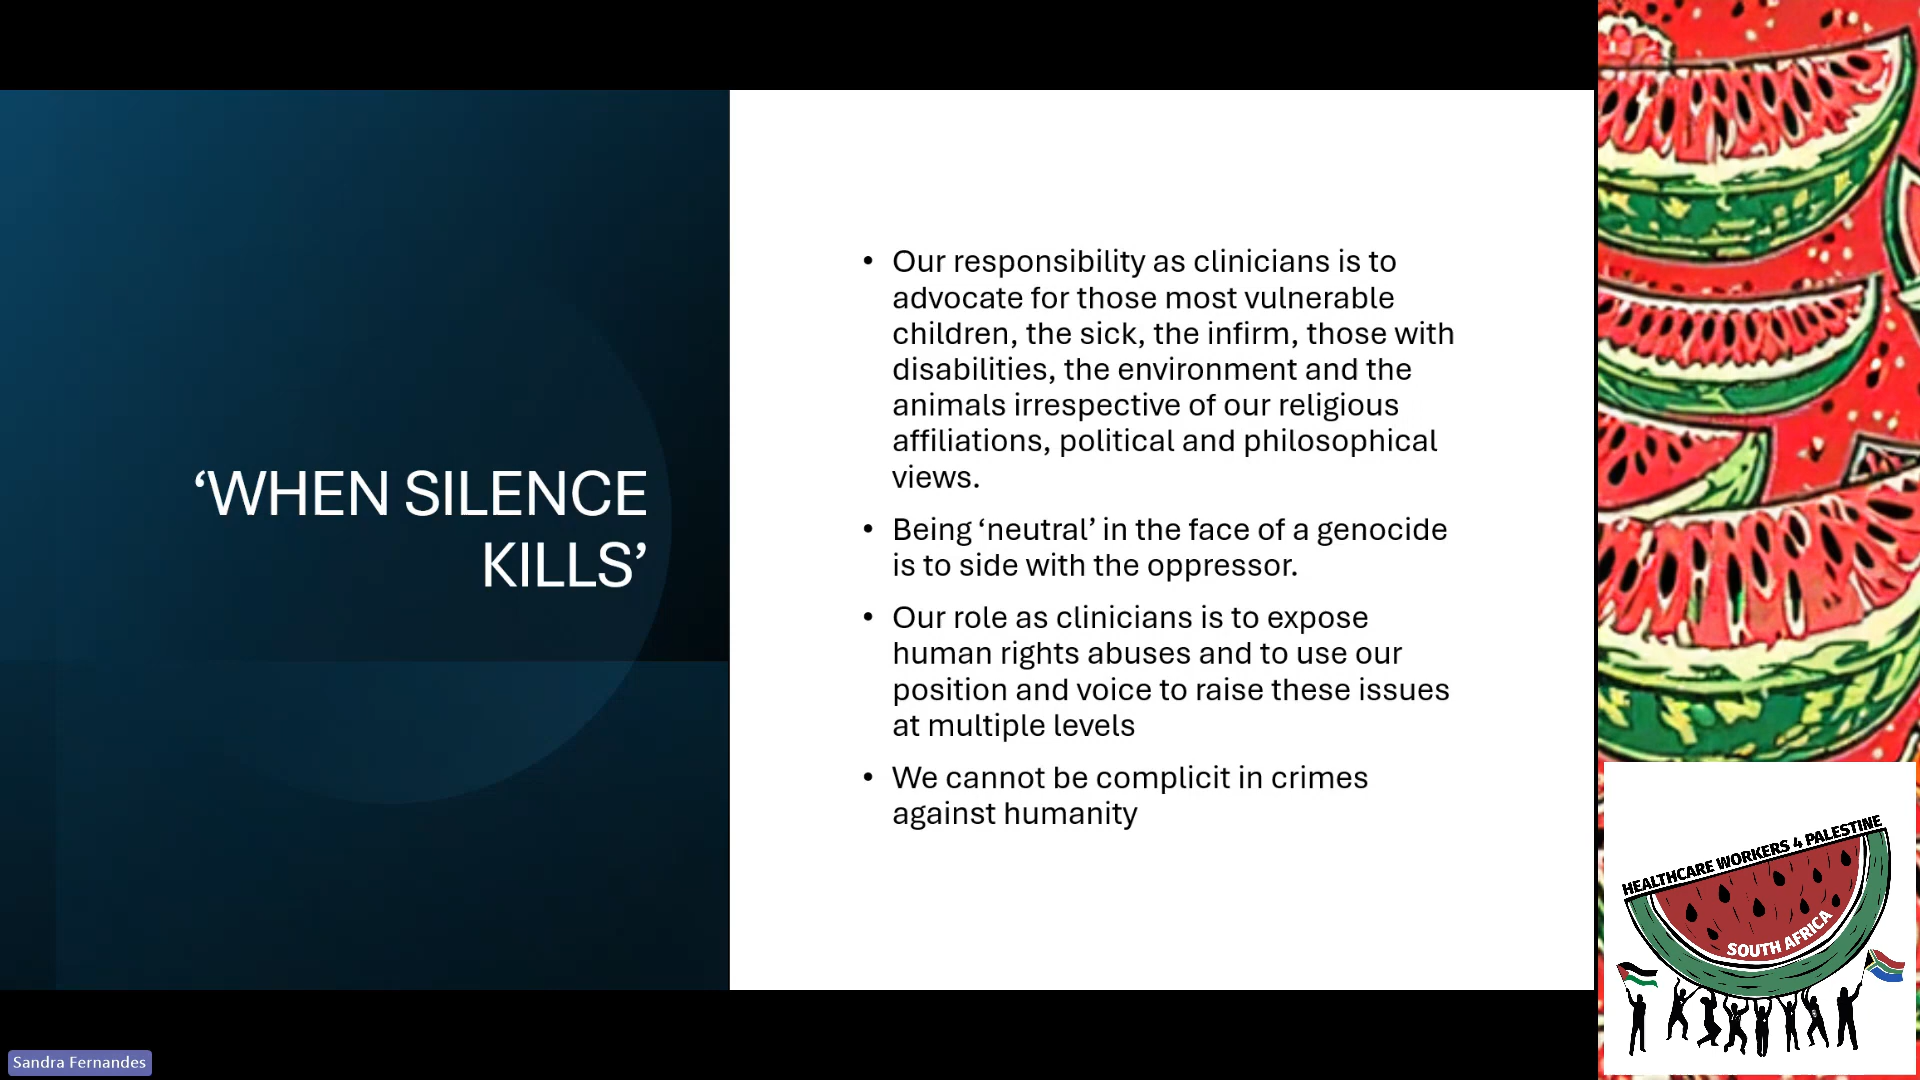 ‘WHEN SILENCE
KILLS’
• Our responsibility as clinicians is to
advocate for those most vulnerable
children, the sick, the infirm, those with
disabilities, the environment and the
animals irrespective of our religious
affiliations, political and philosophical
views.
• Being ‘neutral’ in the face of a genocide
is to side with the oppressor.
• Our role as clinicians is to expose
human rights abuses and to use our
position and voice to raise these issues
at multiple levels
• We cannot be complicit in crimes
against humanity
HEALTHCARE WORKERS 4 PALESTINE
SOUTH AFRICA
Sandra Fernandes